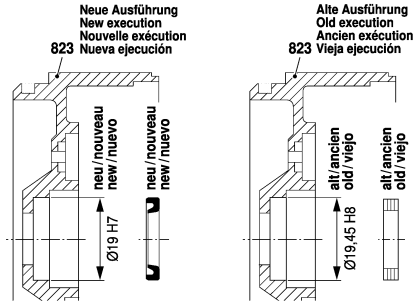 Neue Ausführung
New execution
Nouvelle exécution
823 Nueva ejecución
neu/nouveau
new/nuevo
Ø19 H7
neu/nouveau
new/nuevo
Alte Ausführung
Old execution
Ancien exécution
823 Vieja ejecución
alt/ancien
old/viejo
Ø19,45 H8
alt/ancien
old/viejo